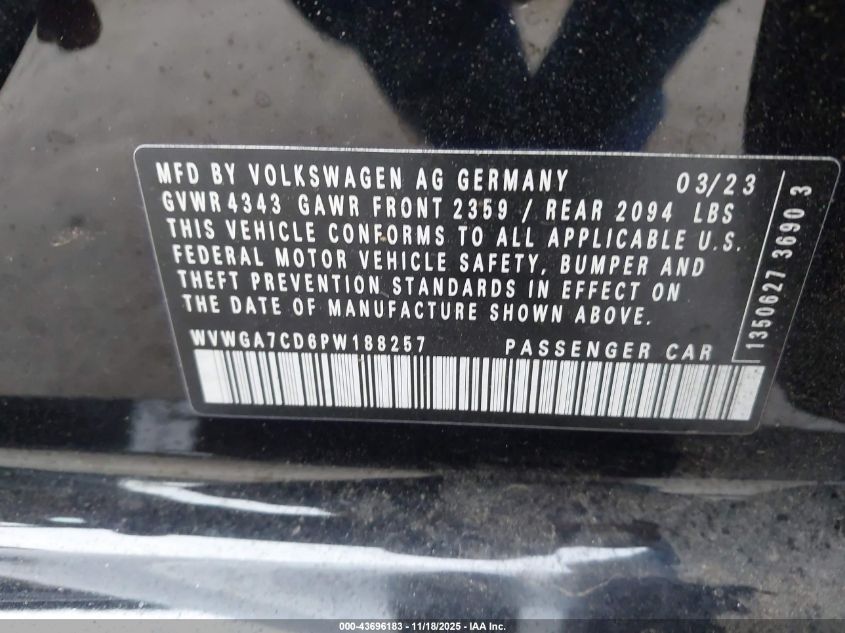 MFD BY VOLKSWAGEN AG GERMANY 03/23
GVWR 4343 GAWR FRONT 2359 / REAR 2094 LBS
THIS VEHICLE CONFORMS TO ALL APPLICABLE U.S.
FEDERAL MOTOR VEHICLE SAFETY, BUMPER AND
THEFT PREVENTION STANDARDS IN EFFECT ON
THE DATE OF MANUFACTURE SHOWN ABOVE.
WVWGA7CD6PW188257 PASSENGER CAR
1350627 3690 3
000-43696183 - 11/18/2025 - IAA Inc.